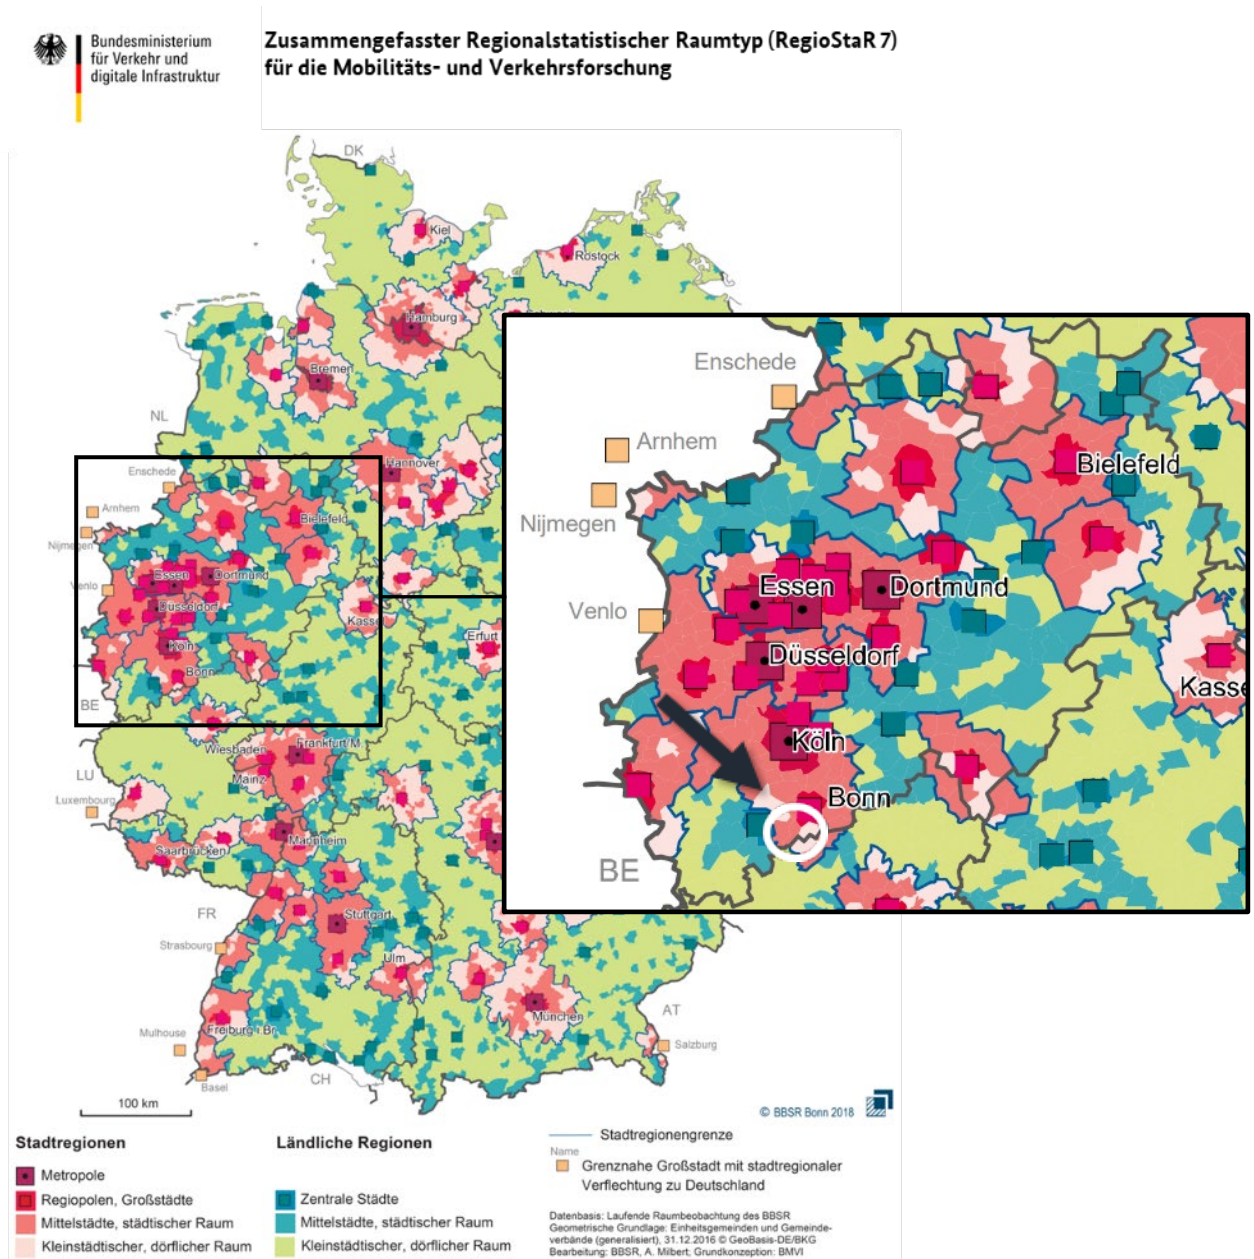 Bundesministerium
für Verkehr und
digitale Infrastruktur
Zusammengefasster Regionalstatistischer Raumtyp (RegioStaR 7)
für die Mobilitäts- und Verkehrsforschung
DK
Kiel
Rostock
Hamburg
Bremen
NL
Hannover
Enschede
Arnhem
Bielefeld
Nijmegen
Essen
Dortmund
Venlo
Düsseldorf
Kasse
Köln
Erfurt
Bonn
BE
Wiesbaden
Frankfurt/M.
Mainz
LU
Luxembourg
Mannheim
Saarbrücken
FR
Stuttgart
Strasbourg
Ulm
München
AT
Mulhouse
Freiburg i.Br.
Salzburg
Basel
CH
Enschede
Arnhem
Bielefeld
Nijmegen
Essen
Dortmund
Venlo
Düsseldorf
Kasse
Köln
Bonn
BE
100 km
© BBSR Bonn 2018
Stadtregionen
Metropole
Regiopolen, Großstädte
Mittelstädte, städtischer Raum
Kleinstädtischer, dörflicher Raum
Ländliche Regionen
Zentrale Städte
Mittelstädte, städtischer Raum
Kleinstädtischer, dörflicher Raum
Stadtregionengrenze
Name
Grenznahe Großstadt mit stadtregionaler
Verflechtung zu Deutschland
Datenbasis: Laufende Raumbeobachtung des BBSR
Geometrische Grundlage: Einheitsgemeinden und Gemeinde-
verbände (generalisiert), 31.12.2016 © GeoBasis-DE/BKG
Bearbeitung: BBSR, A. Milbert; Grundkonzeption: BMVI